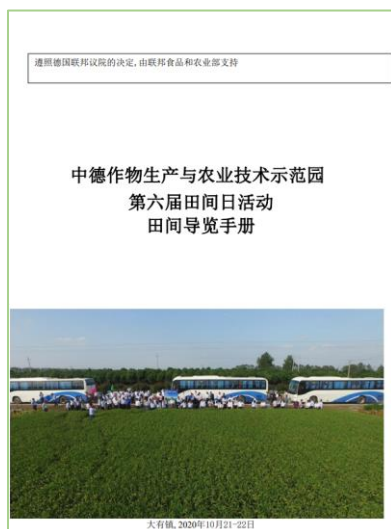 遵照德国联邦议院的决定,由联邦食品和农业部支持
中德作物生产与农业技术示范园
第六届田间日活动
田间导览手册
大有镇, 2020年10月21-22日